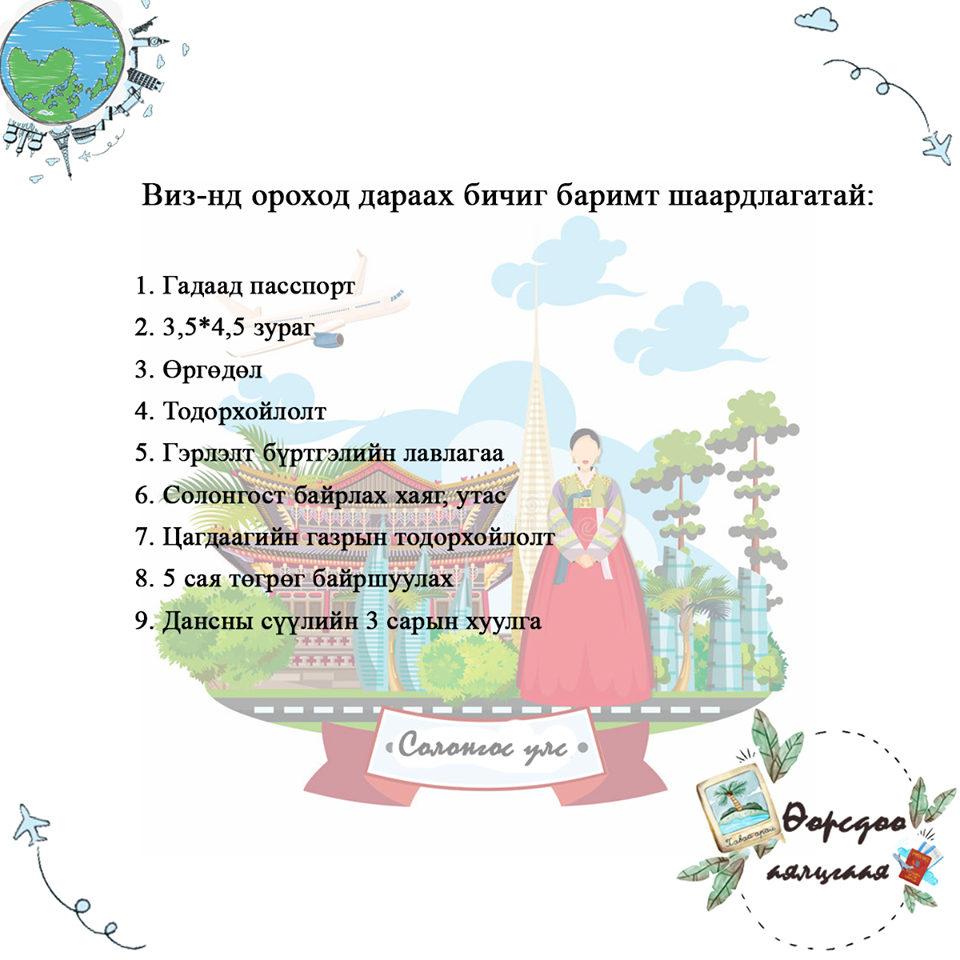 Виз-нд ороход дараах бичиг баримт шаардлагатай:
1. Гадаад пасспорт
2. 3,5*4,5 зураг
3. Өргөдөл
4. Тодорхойлолт
5. Гэрлэлт бүртгэлийн лавлагаа
6. Солонгост байрлах хаяг, утас
7. Цагдаагийн газрын тодорхойлолт
8. 5 сая төгрөг байршуулах
9. Дансны сүүлийн 3 сарын хуулга
Солонгос улс
Өөрсдөө
аялцгаая